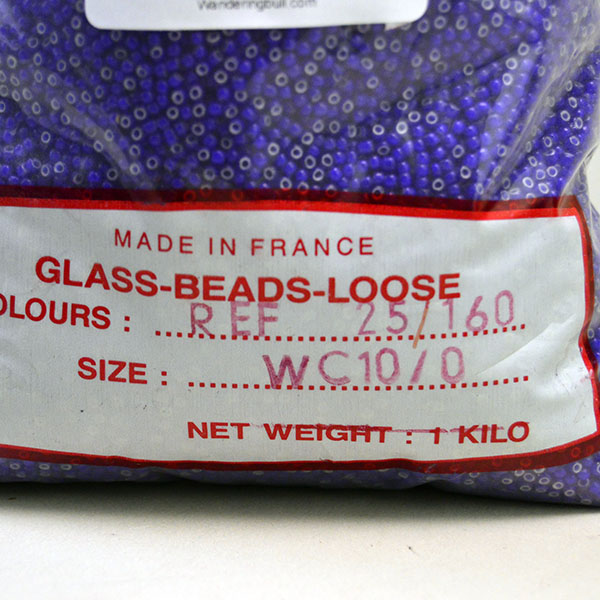 Wanderingbull.com
MADE IN FRANCE
GLASS-BEADS-LOOSE
OLOURS : REF 25/160
SIZE : WC10/0
NET WEIGHT : 1 KILO